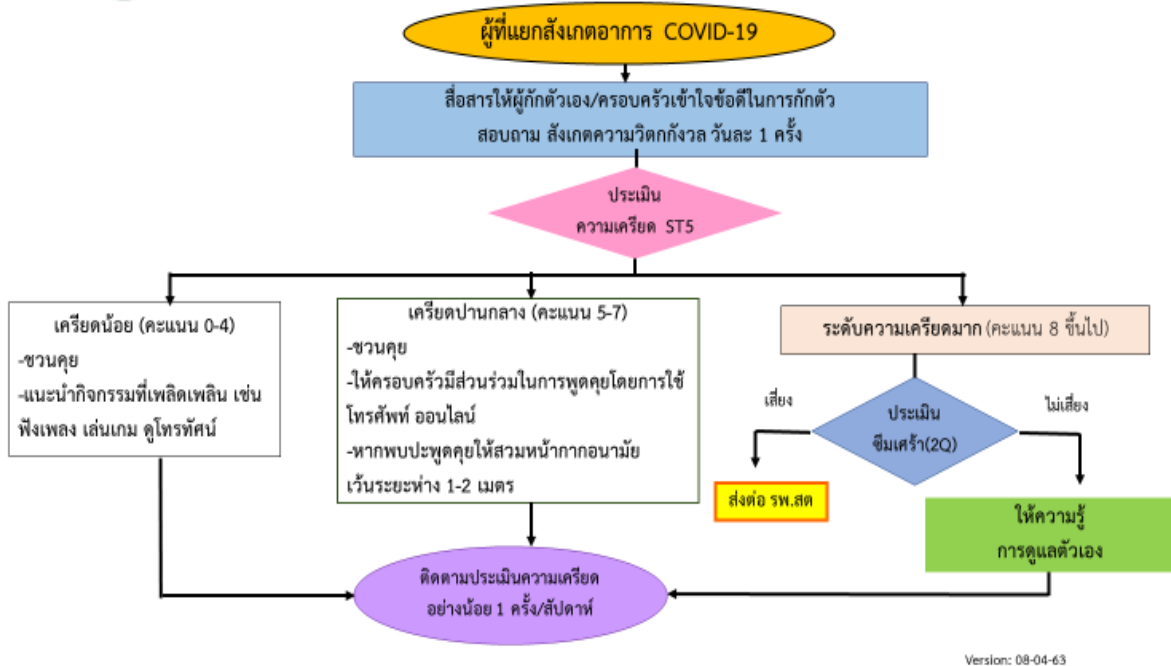 ผู้ที่แยกสังเกตอาการ COVID-19
สื่อสารให้ผู้กักตัวเอง/ครอบครัวเข้าใจข้อดีในการกักตัว
สอบถาม สังเกตความวิตกกังวล วันละ 1 ครั้ง
ประเมิน
ความเครียด ST5
เครียดน้อย (คะแนน 0-4)
-ชวนคุย
-แนะนำกิจกรรมที่เพลิดเพลิน เช่น
ฟังเพลง เล่นเกม ดูโทรทัศน์
เครียดปานกลาง (คะแนน 5-7)
-ชวนคุย
-ให้ครอบครัวมีส่วนร่วมในการพูดคุยโดยการใช้
โทรศัพท์ ออนไลน์
-หากพบปะพูดคุยให้สวมหน้ากากอนามัย
เว้นระยะห่าง 1-2 เมตร
ระดับความเครียดมาก (คะแนน 8 ขึ้นไป)
เสี่ยง
ประเมิน
ซึมเศร้า(2Q)
ไม่เสี่ยง
ส่งต่อ รพ.สต
ให้ความรู้
การดูแลตัวเอง
ติดตามประเมินความเครียด
อย่างน้อย 1 ครั้ง/สัปดาห์
Version: 08-04-63